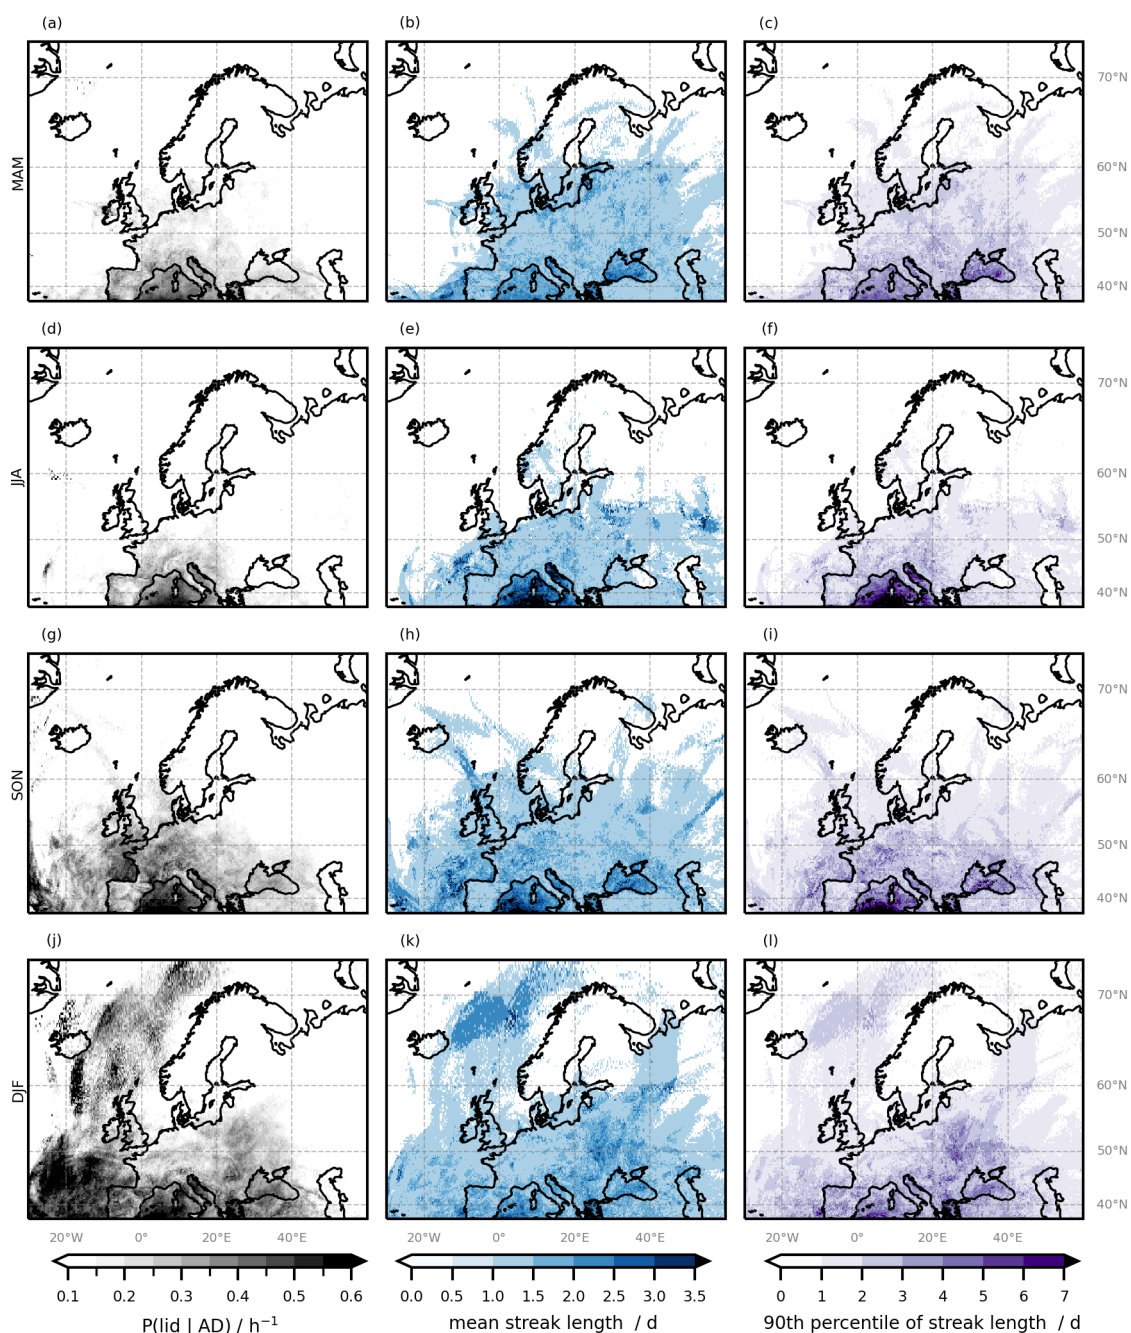 (a) (b) (c)
70°N
MAM
60°N
50°N
40°N
(d) (e) (f)
70°N
JJA
60°N
50°N
40°N
(g) (h) (i)
70°N
SON
60°N
50°N
40°N
(j) (k) (l)
70°N
DJF
60°N
50°N
40°N
20°W 0° 20°E 40°E 20°W 0° 20°E 40°E 20°W 0° 20°E 40°E
0.1 0.2 0.3 0.4 0.5 0.6 0.0 0.5 1.0 1.5 2.0 2.5 3.0 3.5 0 1 2 3 4 5 6 7
P(lid | AD) / h⁻¹ mean streak length / d 90th percentile of streak length / d